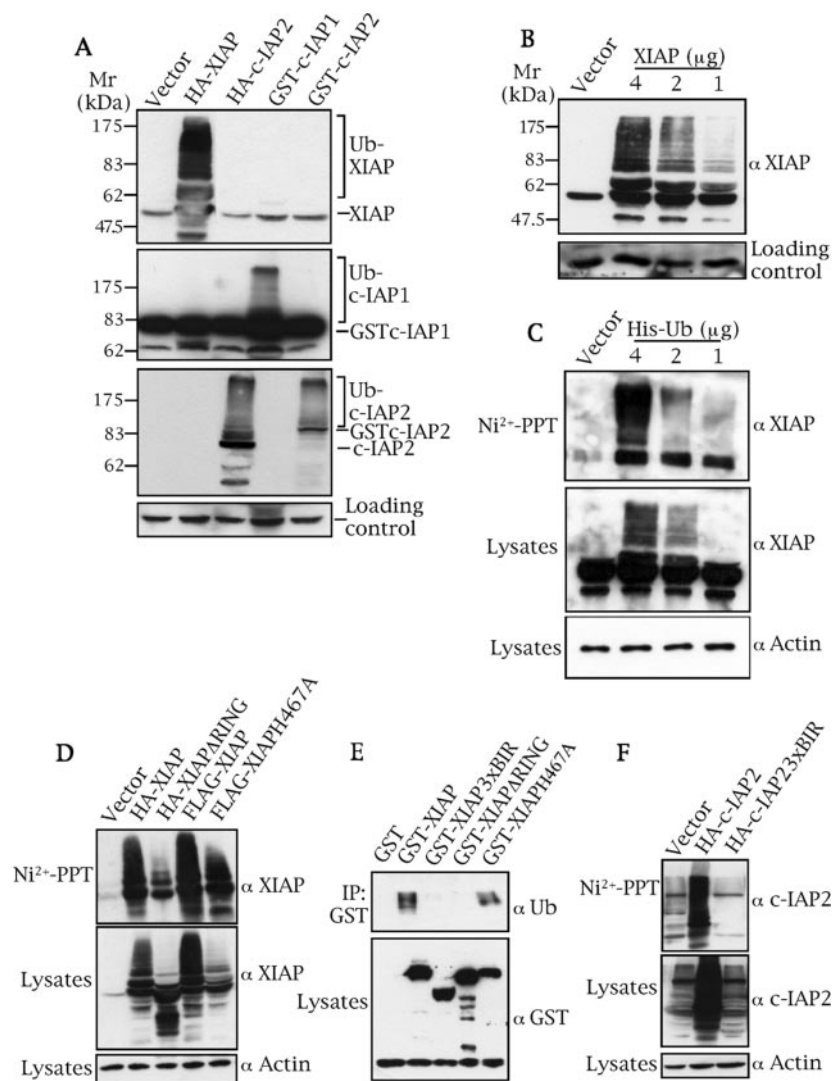 A
Mr
(kDa)
Vector
HA-XIAP
HA-c-IAP2
GST-c-IAP1
GST-c-IAP2
175
83
62
47.5
Ub-
XIAP
XIAP
175
83
62
Ub-
c-IAP1
GSTc-IAP1
175
83
62
Ub-
c-IAP2
GSTc-IAP2
c-IAP2
Loading
control
B
Mr
(kDa)
Vector
XIAP (μg)
4 2 1
175
83
62
47.5
α XIAP
Loading
control
C
Vector
His-Ub (μg)
4 2 1
Ni²⁺-PPT
α XIAP
Lysates
α XIAP
Lysates
α Actin
D
Vector
HA-XIAP
HA-XIAPΔRING
FLAG-XIAP
FLAG-XIAPH467A
Ni²⁺-PPT
α XIAP
Lysates
α XIAP
Lysates
α Actin
E
GST
GST-XIAP
GST-XIAP3xBIR
GST-XIAPΔRING
GST-XIAPH467A
IP:
GST
α Ub
Lysates
α GST
F
Vector
HA-c-IAP2
HA-c-IAP23xBIR
Ni²⁺-PPT
α c-IAP2
Lysates
α c-IAP2
Lysates
α Actin